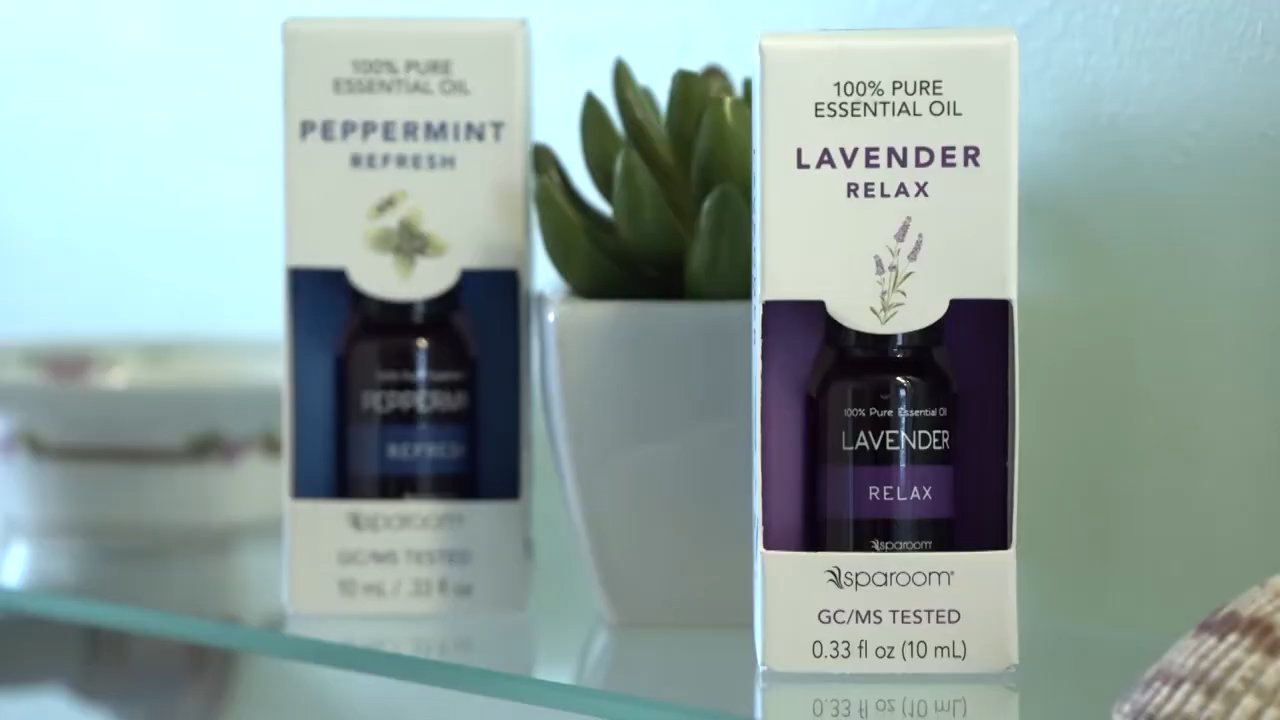 100% PURE
ESSENTIAL OIL
PEPPERMINT
REFRESH
PEPPERM
REFRESH
sparoom
GC/MS TESTED
10 mL / .33 fl oz
100% PURE
ESSENTIAL OIL
LAVENDER
RELAX
100% Pure Essential Oil
LAVENDER
RELAX
sparoom
sparoom®
GC/MS TESTED
0.33 fl oz (10 mL)